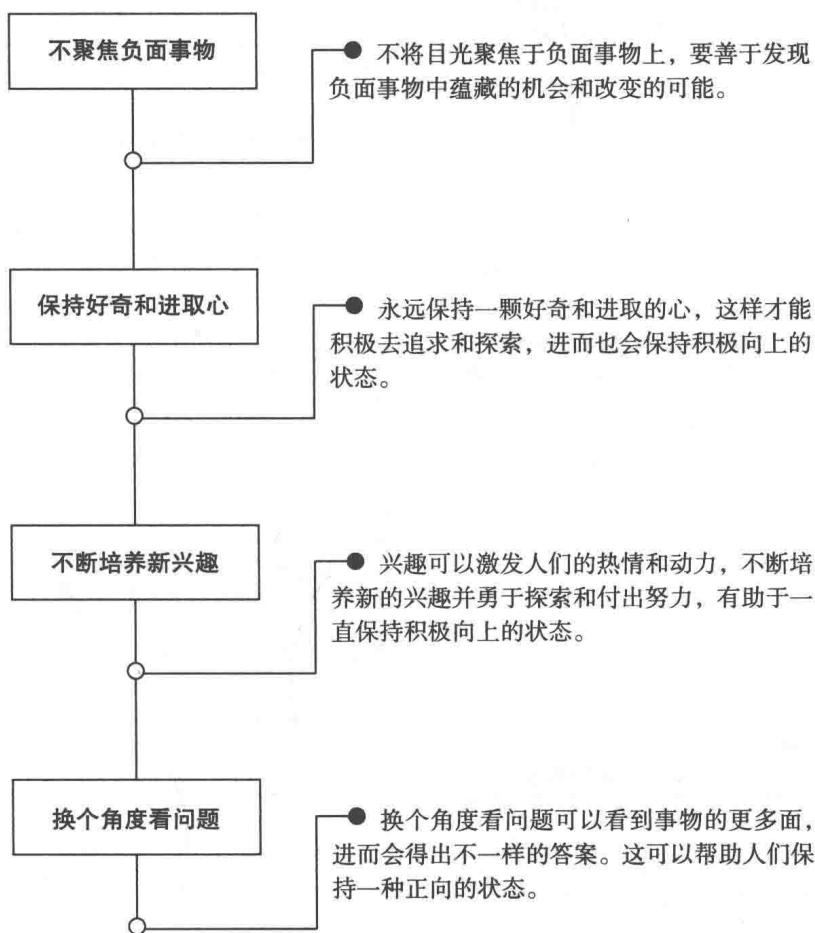 不聚焦负面事物
● 不将目光聚焦于负面事物上，要善于发现
负面事物中蕴藏的机会和改变的可能。
保持好奇和进取心
● 永远保持一颗好奇和进取的心，这样才能
积极去追求和探索，进而也会保持积极向上的
状态。
不断培养新兴趣
● 兴趣可以激发人们的热情和动力，不断培
养新的兴趣并勇于探索和付出努力，有助于一
直保持积极向上的状态。
换个角度看问题
● 换个角度看问题可以看到事物的更多面，
进而会得出不一样的答案。这可以帮助人们保
持一种正向的状态。